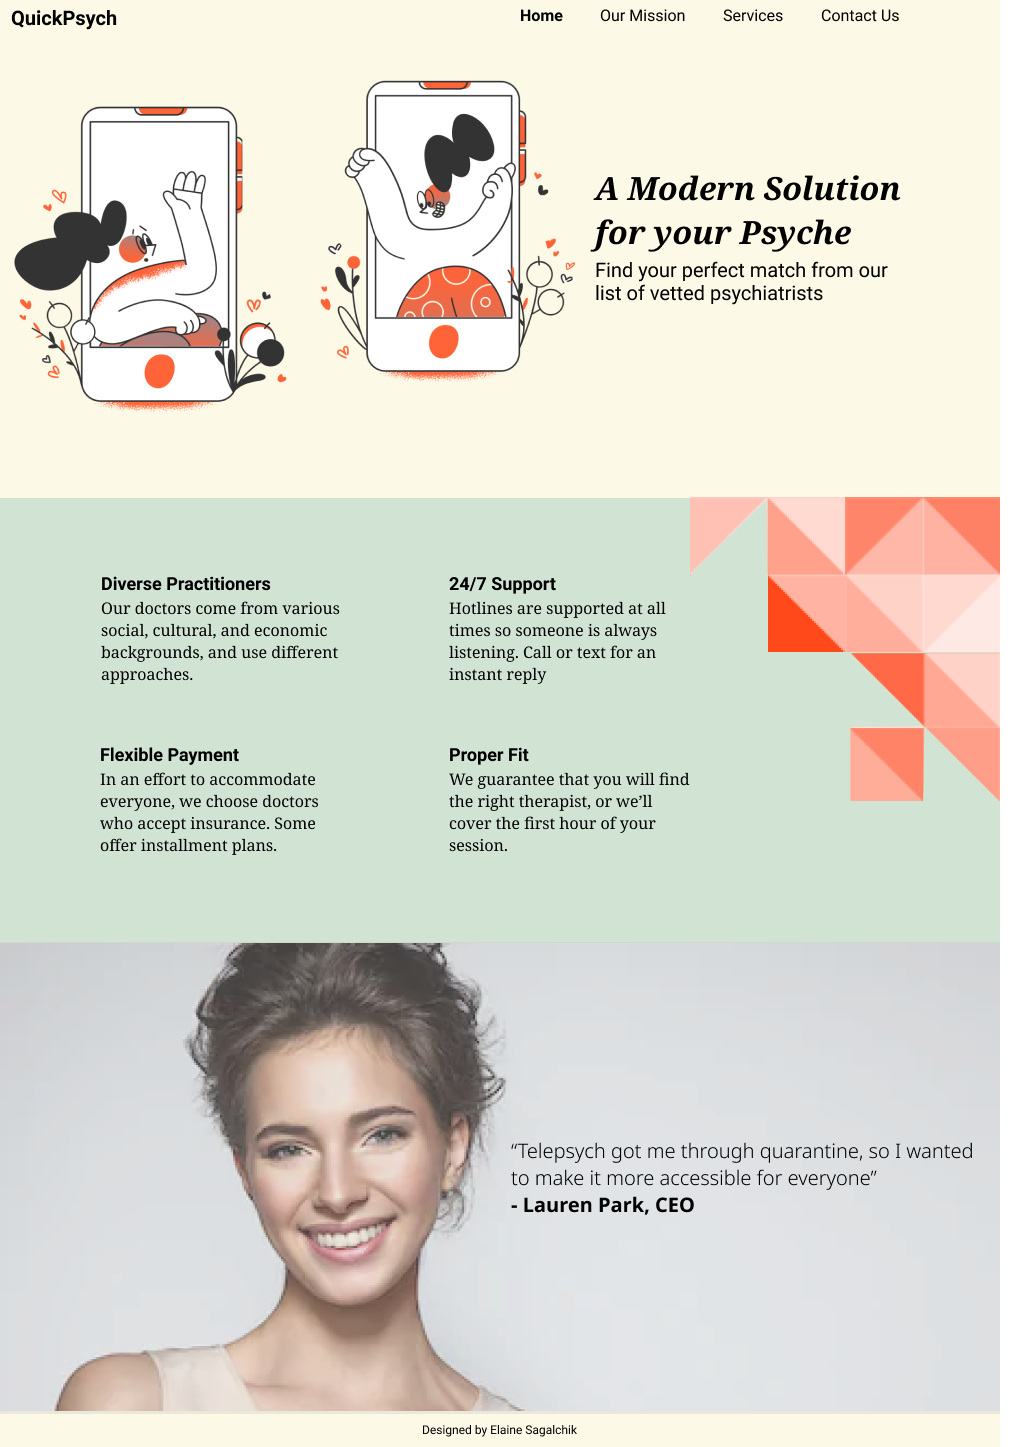 QuickPsych
Home Our Mission Services Contact Us
A Modern Solution
for your Psyche
Find your perfect match from our
list of vetted psychiatrists
Diverse Practitioners
Our doctors come from various
social, cultural, and economic
backgrounds, and use different
approaches.
24/7 Support
Hotlines are supported at all
times so someone is always
listening. Call or text for an
instant reply
Flexible Payment
In an effort to accommodate
everyone, we choose doctors
who accept insurance. Some
offer installment plans.
Proper Fit
We guarantee that you will find
the right therapist, or we’ll
cover the first hour of your
session.
“Telepsych got me through quarantine, so I wanted
to make it more accessible for everyone”
- Lauren Park, CEO
Designed by Elaine Sagalchik